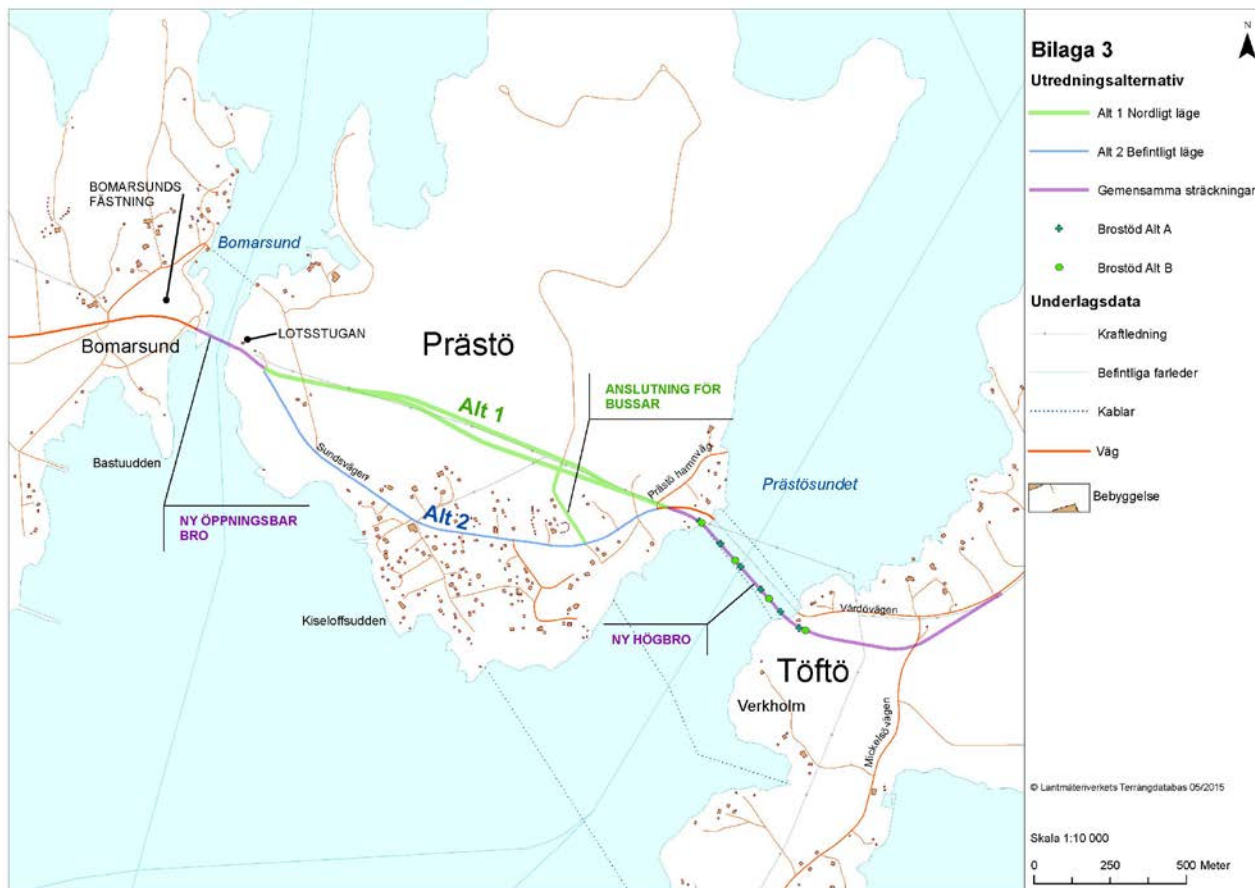 BOMARSUNDS
FÄSTNING
Bomarsund
LOTSSTUGAN
Bomarsund
Prästö
Alt 1
ANSLUTNING FÖR
BUSSAR
Bastuudden
Sundsvägen
Prästö hamnväg
Prästösundet
NY ÖPPNINGSBAR
BRO
Alt 2
Kiseloffsudden
NY HÖGBRO
Vårdövägen
Töftö
Verkholm
Mickelsövägen
N
Bilaga 3
Utredningsalternativ
Alt 1 Nordligt läge
Alt 2 Befintligt läge
Gemensamma sträckningar
Brostöd Alt A
Brostöd Alt B
Underlagsdata
Kraftledning
Befintliga farleder
Kablar
Väg
Bebyggelse
© Lantmäteriverkets Terrängdatabas 05/2015
Skala 1:10 000
0 250 500 Meter